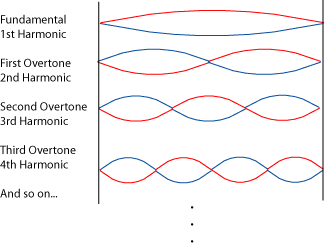 Fundamental
1st Harmonic
First Overtone
2nd Harmonic
Second Overtone
3rd Harmonic
Third Overtone
4th Harmonic
And so on...